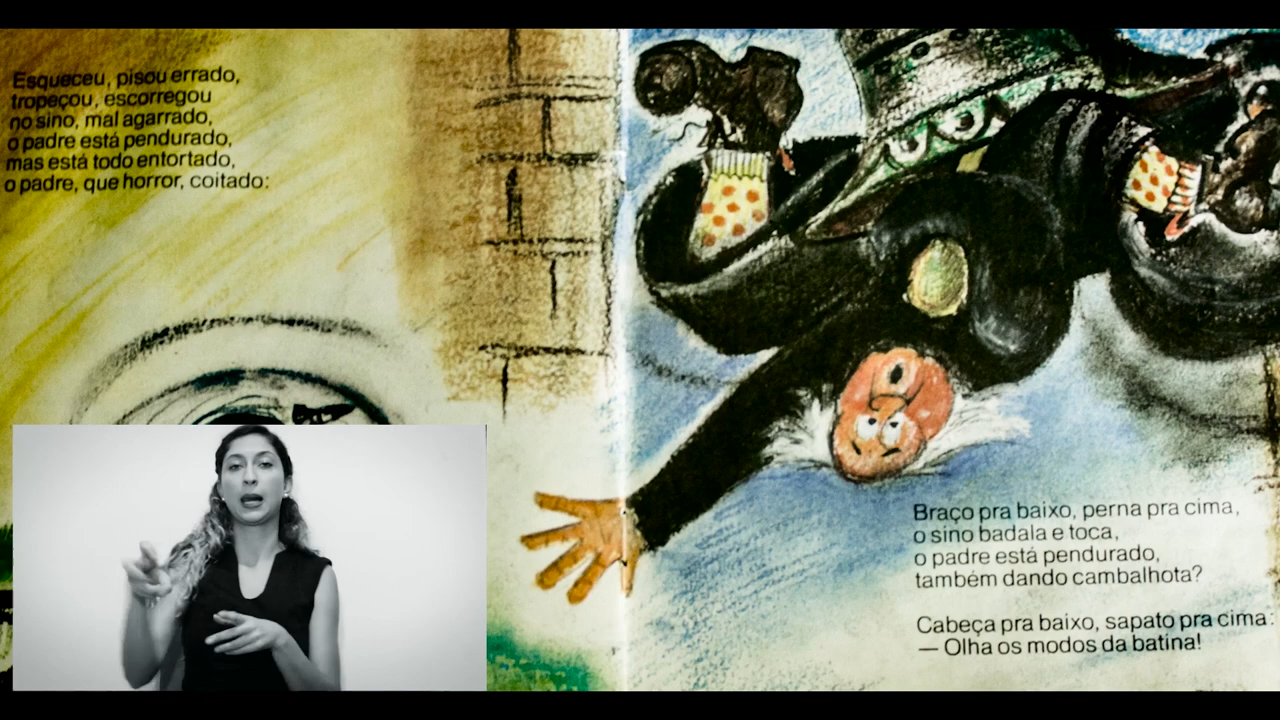 Esqueceu, pisou errado,
tropeçou, escorregou
no sino, mal agarrado,
o padre está pendurado,
mas está todo entortado,
o padre, que horror, coitado:
Braço pra baixo, perna pra cima,
o sino badala e toca,
o padre está pendurado,
também dando cambalhota?
Cabeça pra baixo, sapato pra cima:
— Olha os modos da batina!